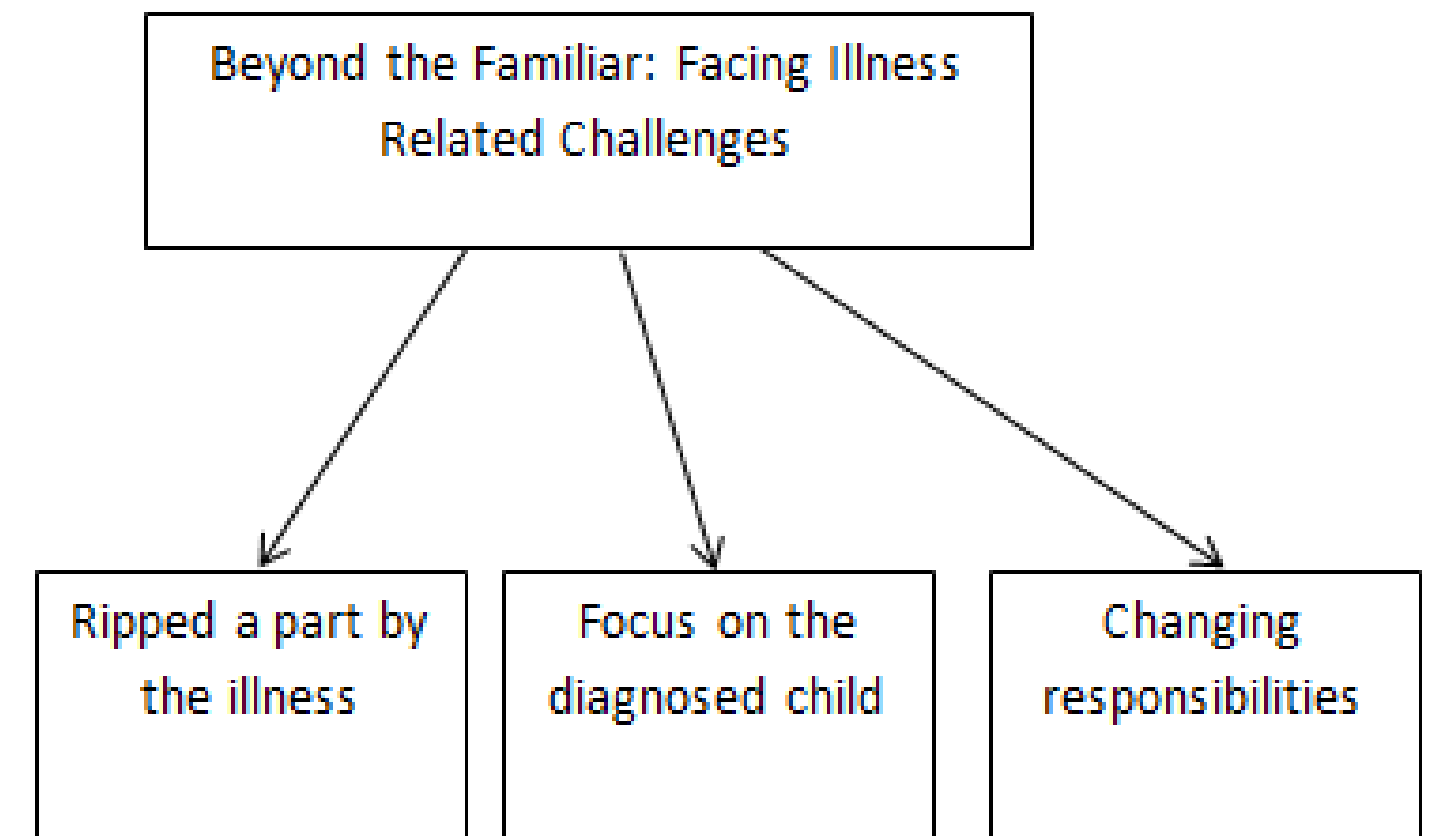 Beyond the Familiar: Facing Illness
Related Challenges
Ripped a part by
the illness
Focus on the
diagnosed child
Changing
responsibilities